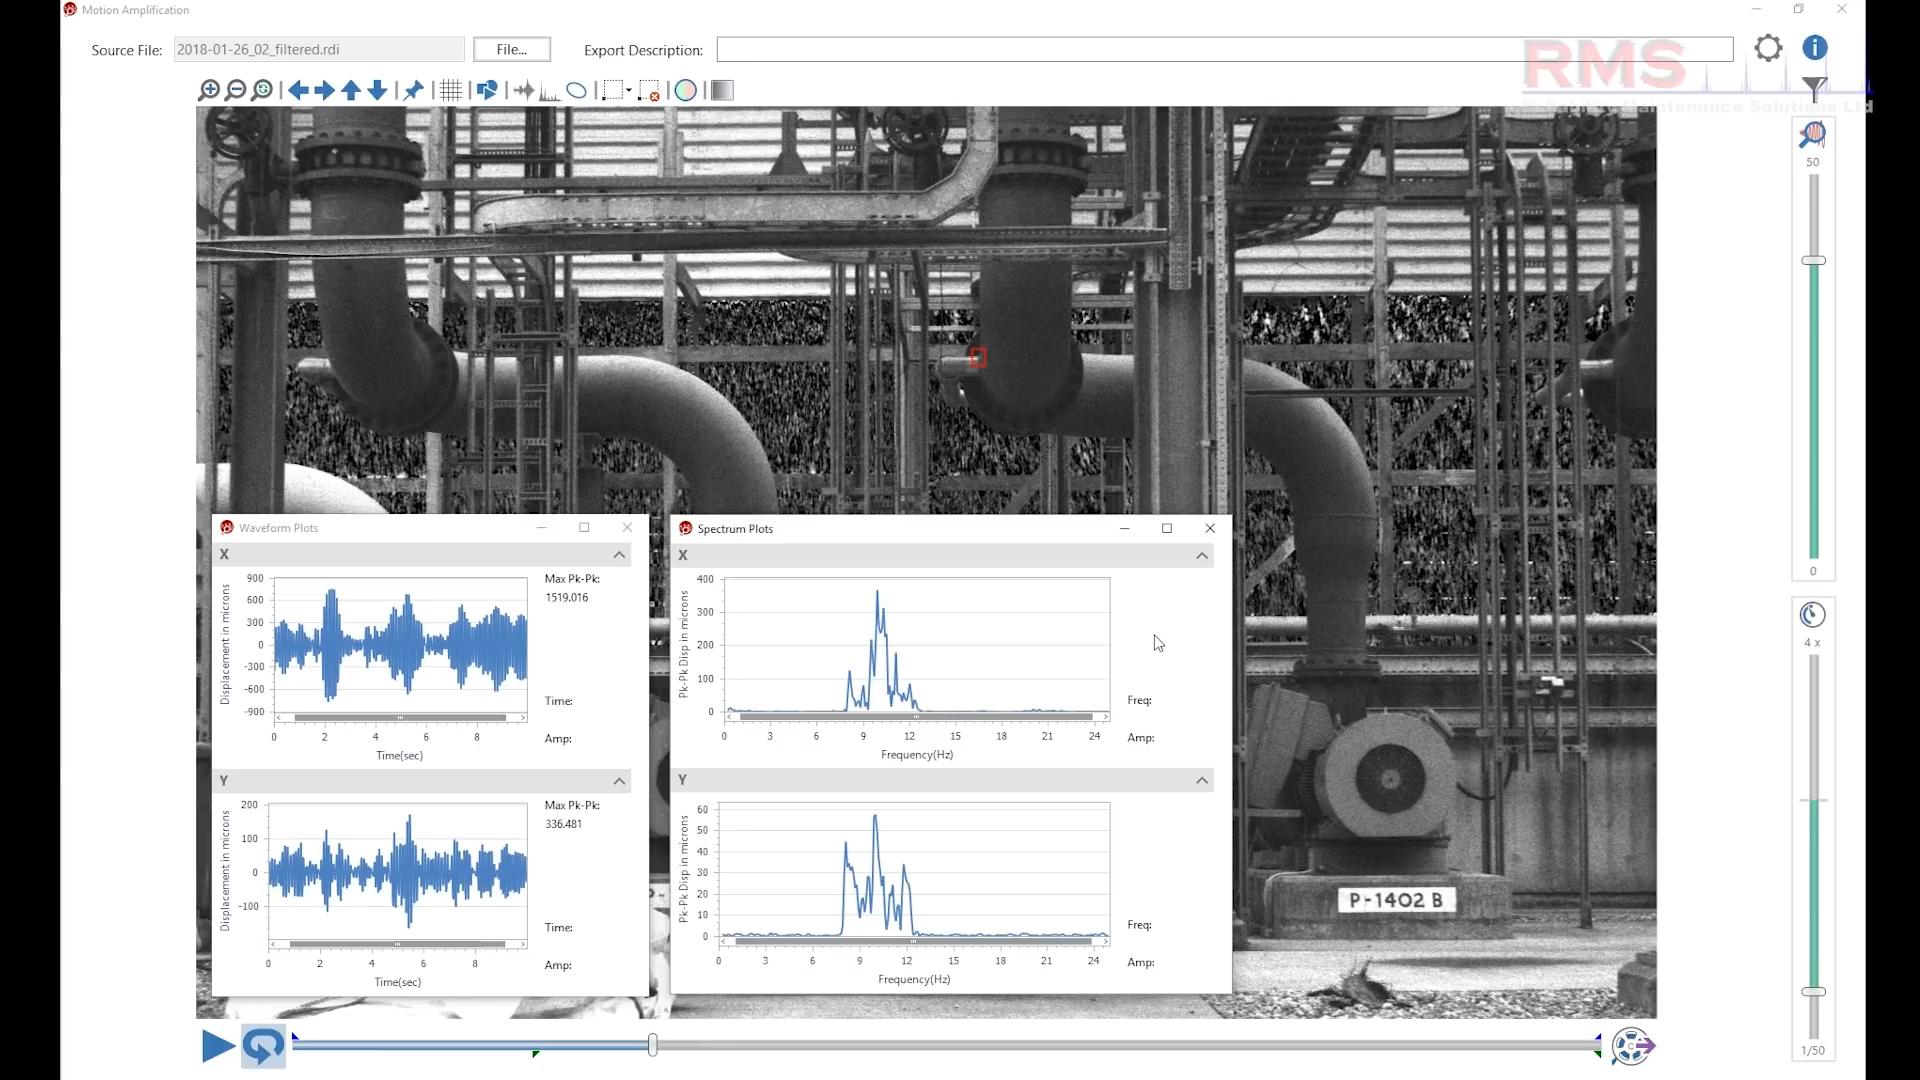 Motion Amplification
Source File: 2018-01-26_02_filtered.rdi File... Export Description:
RMS
Maintenance Solutions Ltd
50
0
4 x
1/50
Waveform Plots
X
Displacement in microns
900
600
300
0
-300
-600
-900
0 2 4 6 8
Time(sec)
Max Pk-Pk:
1519.016
Time:
Amp:
Y
Displacement in microns
200
100
0
-100
0 2 4 6 8
Time(sec)
Max Pk-Pk:
336.481
Time:
Amp:
Spectrum Plots
X
Pk-Pk Disp in microns
400
300
200
100
0
0 3 6 9 12 15 18 21 24
Frequency(Hz)
Freq:
Amp:
Y
Pk-Pk Disp in microns
60
50
40
30
20
10
0
0 3 6 9 12 15 18 21 24
Frequency(Hz)
Freq:
Amp:
P-1402 B